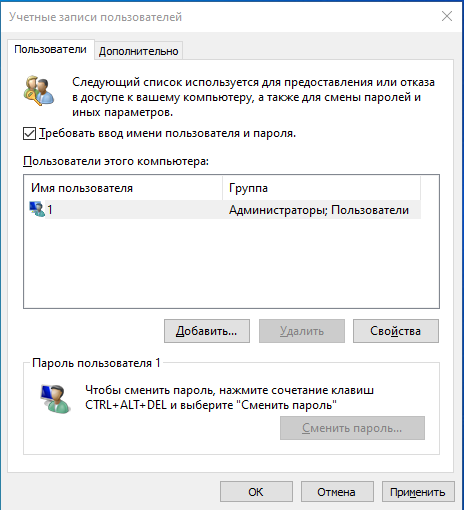 Учетные записи пользователей
Пользователи Дополнительно
Следующий список используется для предоставления или отказа
в доступе к вашему компьютеру, а также для смены паролей и
иных параметров.
Требовать ввод имени пользователя и пароля.
Пользователи этого компьютера:
Имя пользователя Группа
1 Администраторы; Пользователи
Добавить... Удалить Свойства
Пароль пользователя 1
Чтобы сменить пароль, нажмите сочетание клавиш
CTRL+ALT+DEL и выберите "Сменить пароль"
Сменить пароль...
ОК Отмена Применить